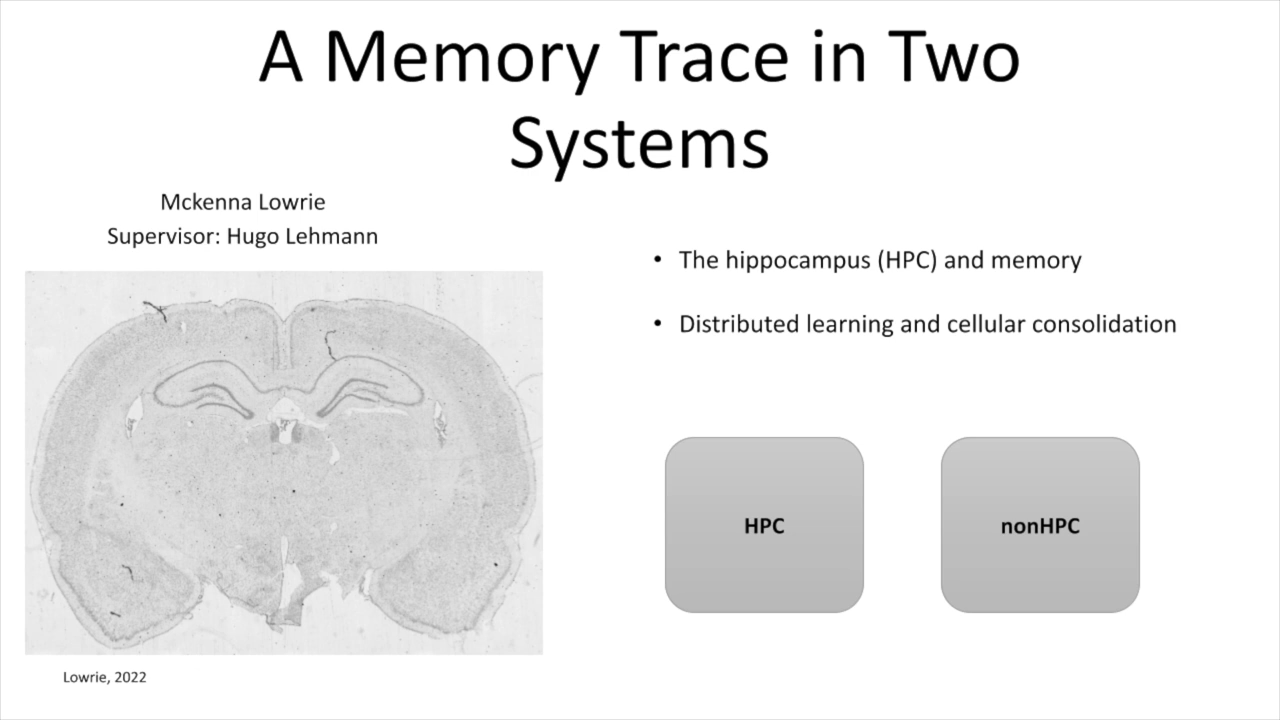 A Memory Trace in Two
Systems
Mckenna Lowrie
Supervisor: Hugo Lehmann
• The hippocampus (HPC) and memory
• Distributed learning and cellular consolidation
HPC
nonHPC
Lowrie, 2022